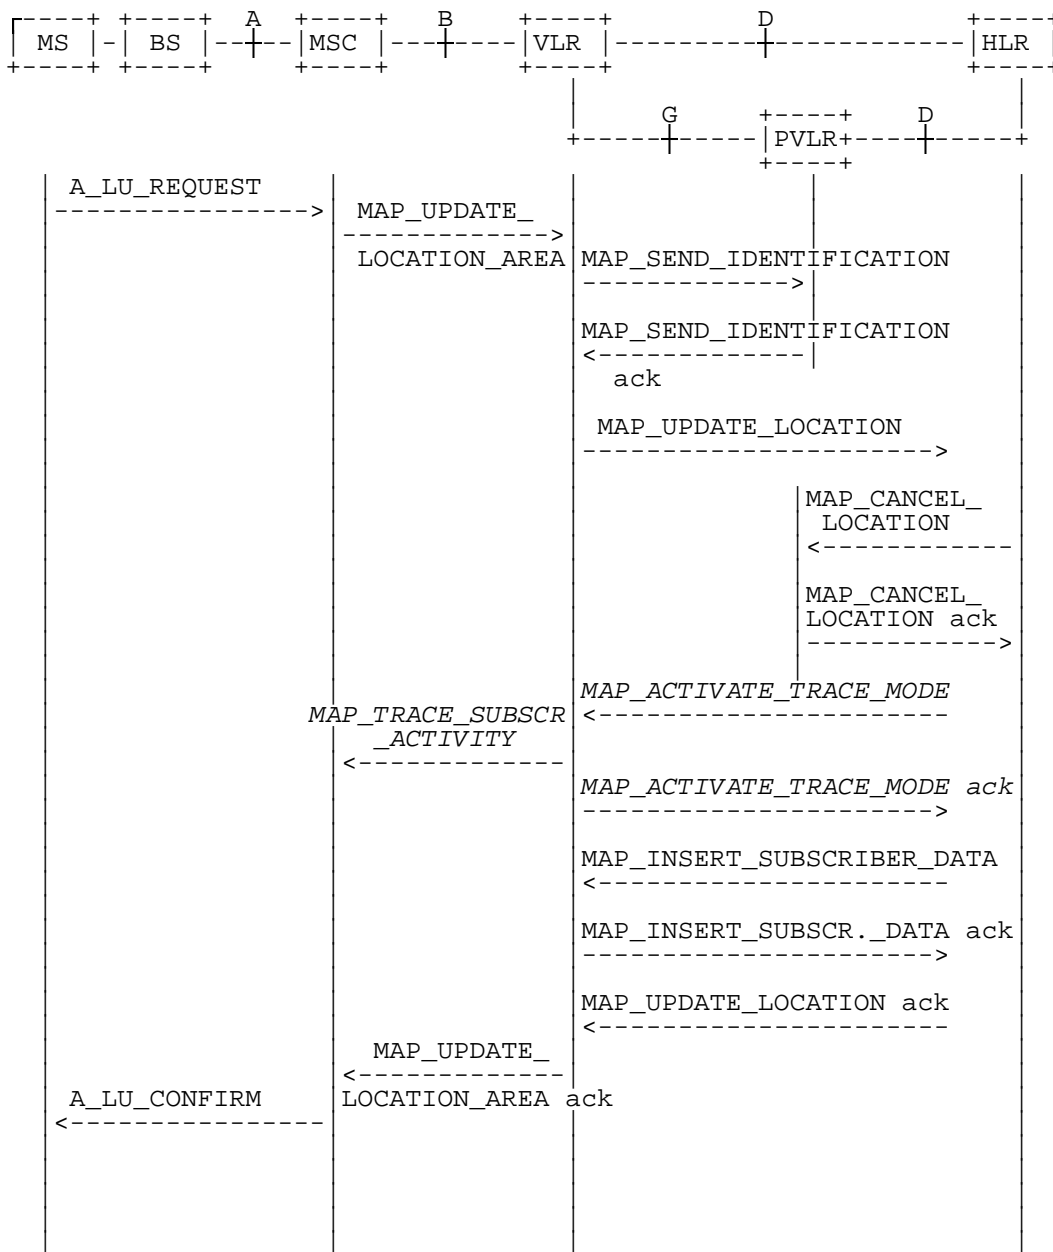 A B D
MS BS MSC VLR HLR
G D
PVLR
A_LU_REQUEST
MAP_UPDATE_
LOCATION_AREA MAP_SEND_IDENTIFICATION
MAP_SEND_IDENTIFICATION
ack
MAP_UPDATE_LOCATION
MAP_CANCEL_
LOCATION
MAP_CANCEL_
LOCATION ack
MAP_ACTIVATE_TRACE_MODE
MAP_TRACE_SUBSCR
_ACTIVITY
MAP_ACTIVATE_TRACE_MODE ack
MAP_INSERT_SUBSCRIBER_DATA
MAP_INSERT_SUBSCR._DATA ack
MAP_UPDATE_LOCATION ack
MAP_UPDATE_
A_LU_CONFIRM LOCATION_AREA ack